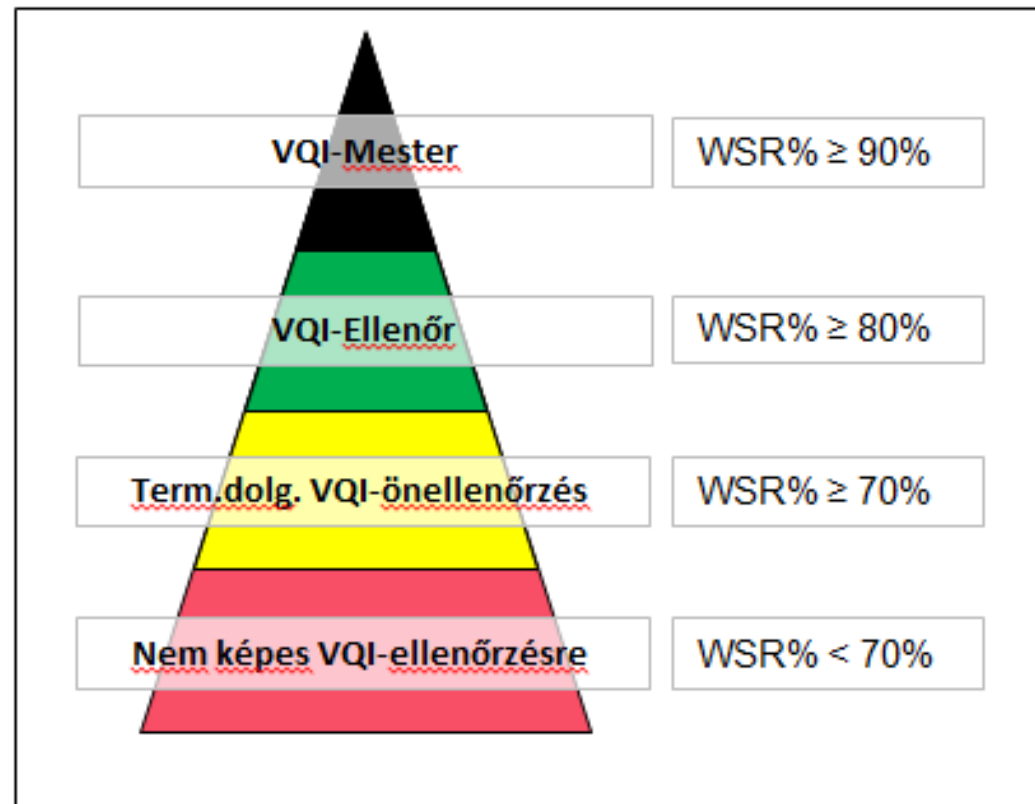 VQI-Mester WSR% ≥ 90%
VQI-Ellenőr WSR% ≥ 80%
Term.dolg. VQI-önellenőrzés WSR% ≥ 70%
Nem képes VQI-ellenőrzésre WSR% < 70%